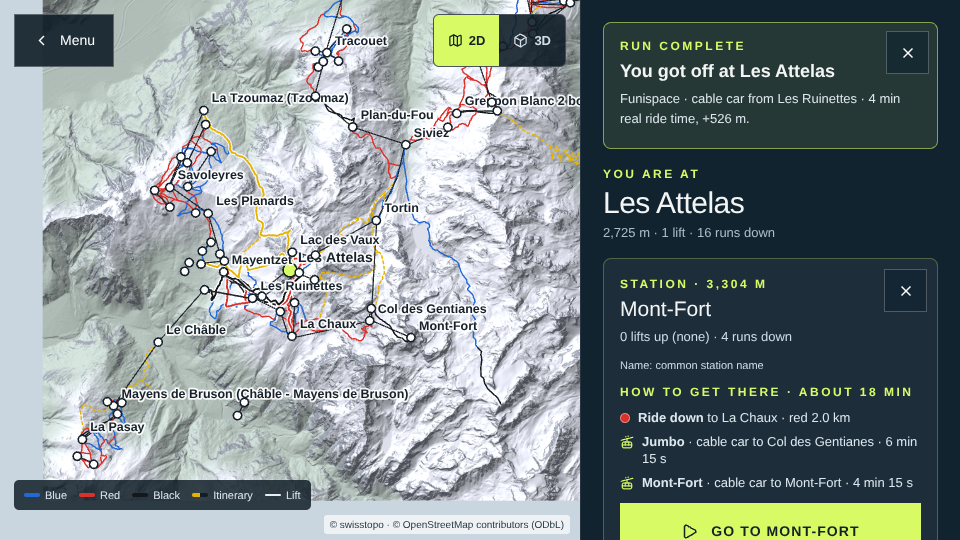 Menu
2D
3D
Tracouet
La Tzoumaz (Tzoumaz)
Plan-du-Fou
Siviez
Savoleyres
Les Planards
Tortin
Lac des Vaux
Mayentzet
Les Attelas
Les Ruinettes
Col des Gentianes
La Chaux
Mont-Fort
Le Châble
Mayens de Bruson (Châble - Mayens de Bruson)
La Pasay
Blue
Red
Black
Itinerary
Lift
© swisstopo · © OpenStreetMap contributors (ODbL)
RUN COMPLETE
You got off at Les Attelas
Funispace · cable car from Les Ruinettes · 4 min
real ride time, +526 m.
YOU ARE AT
Les Attelas
2,725 m · 1 lift · 16 runs down
STATION · 3,304 M
Mont-Fort
0 lifts up (none) · 4 runs down
Name: common station name
HOW TO GET THERE · ABOUT 18 MIN
Ride down to La Chaux · red 2.0 km
Jumbo · cable car to Col des Gentianes · 6 min
15 s
Mont-Fort · cable car to Mont-Fort · 4 min 15 s
GO TO MONT-FORT